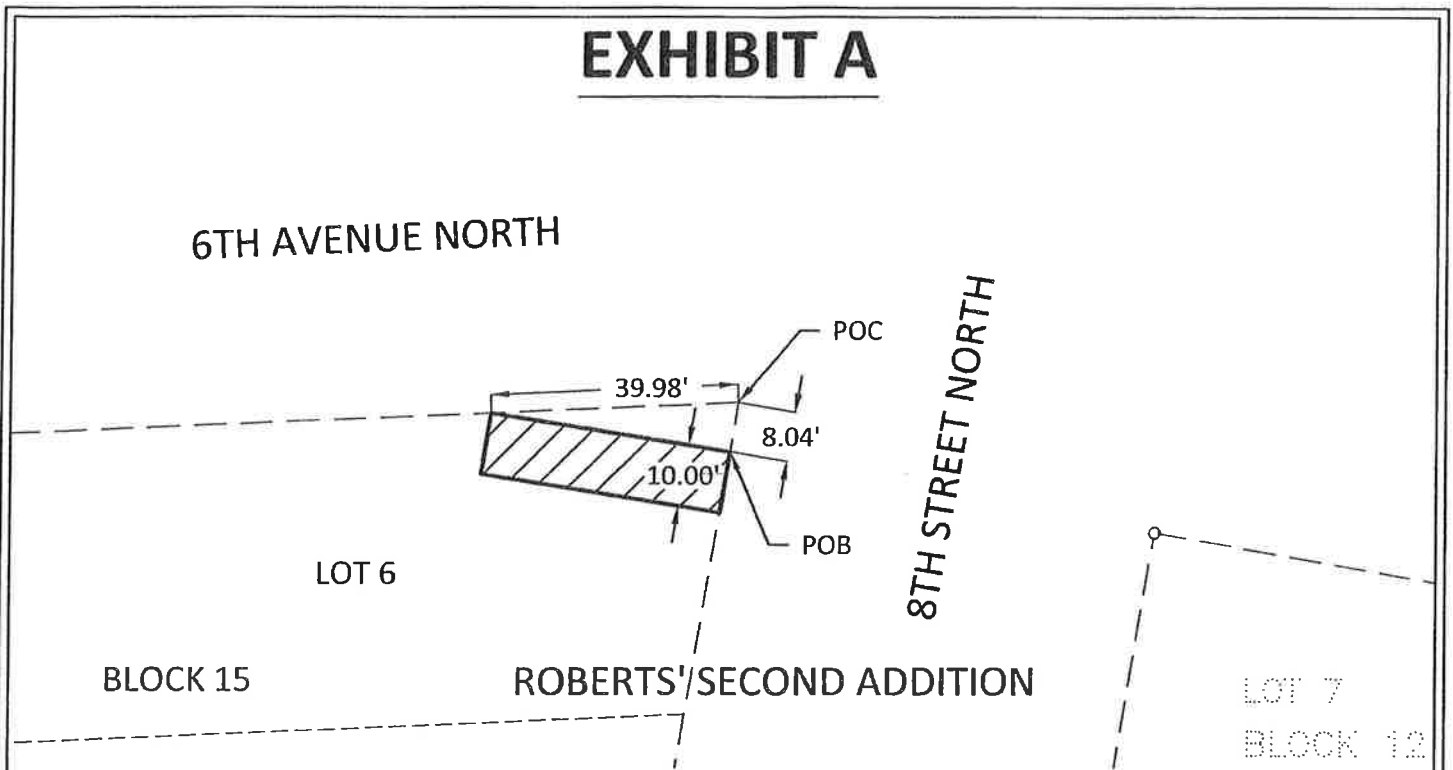 EXHIBIT A
6TH AVENUE NORTH
8TH STREET NORTH
POC
39.98'
8.04'
10.00'
POB
LOT 6
BLOCK 15
ROBERTS' SECOND ADDITION
LOT 7
BLOCK 12